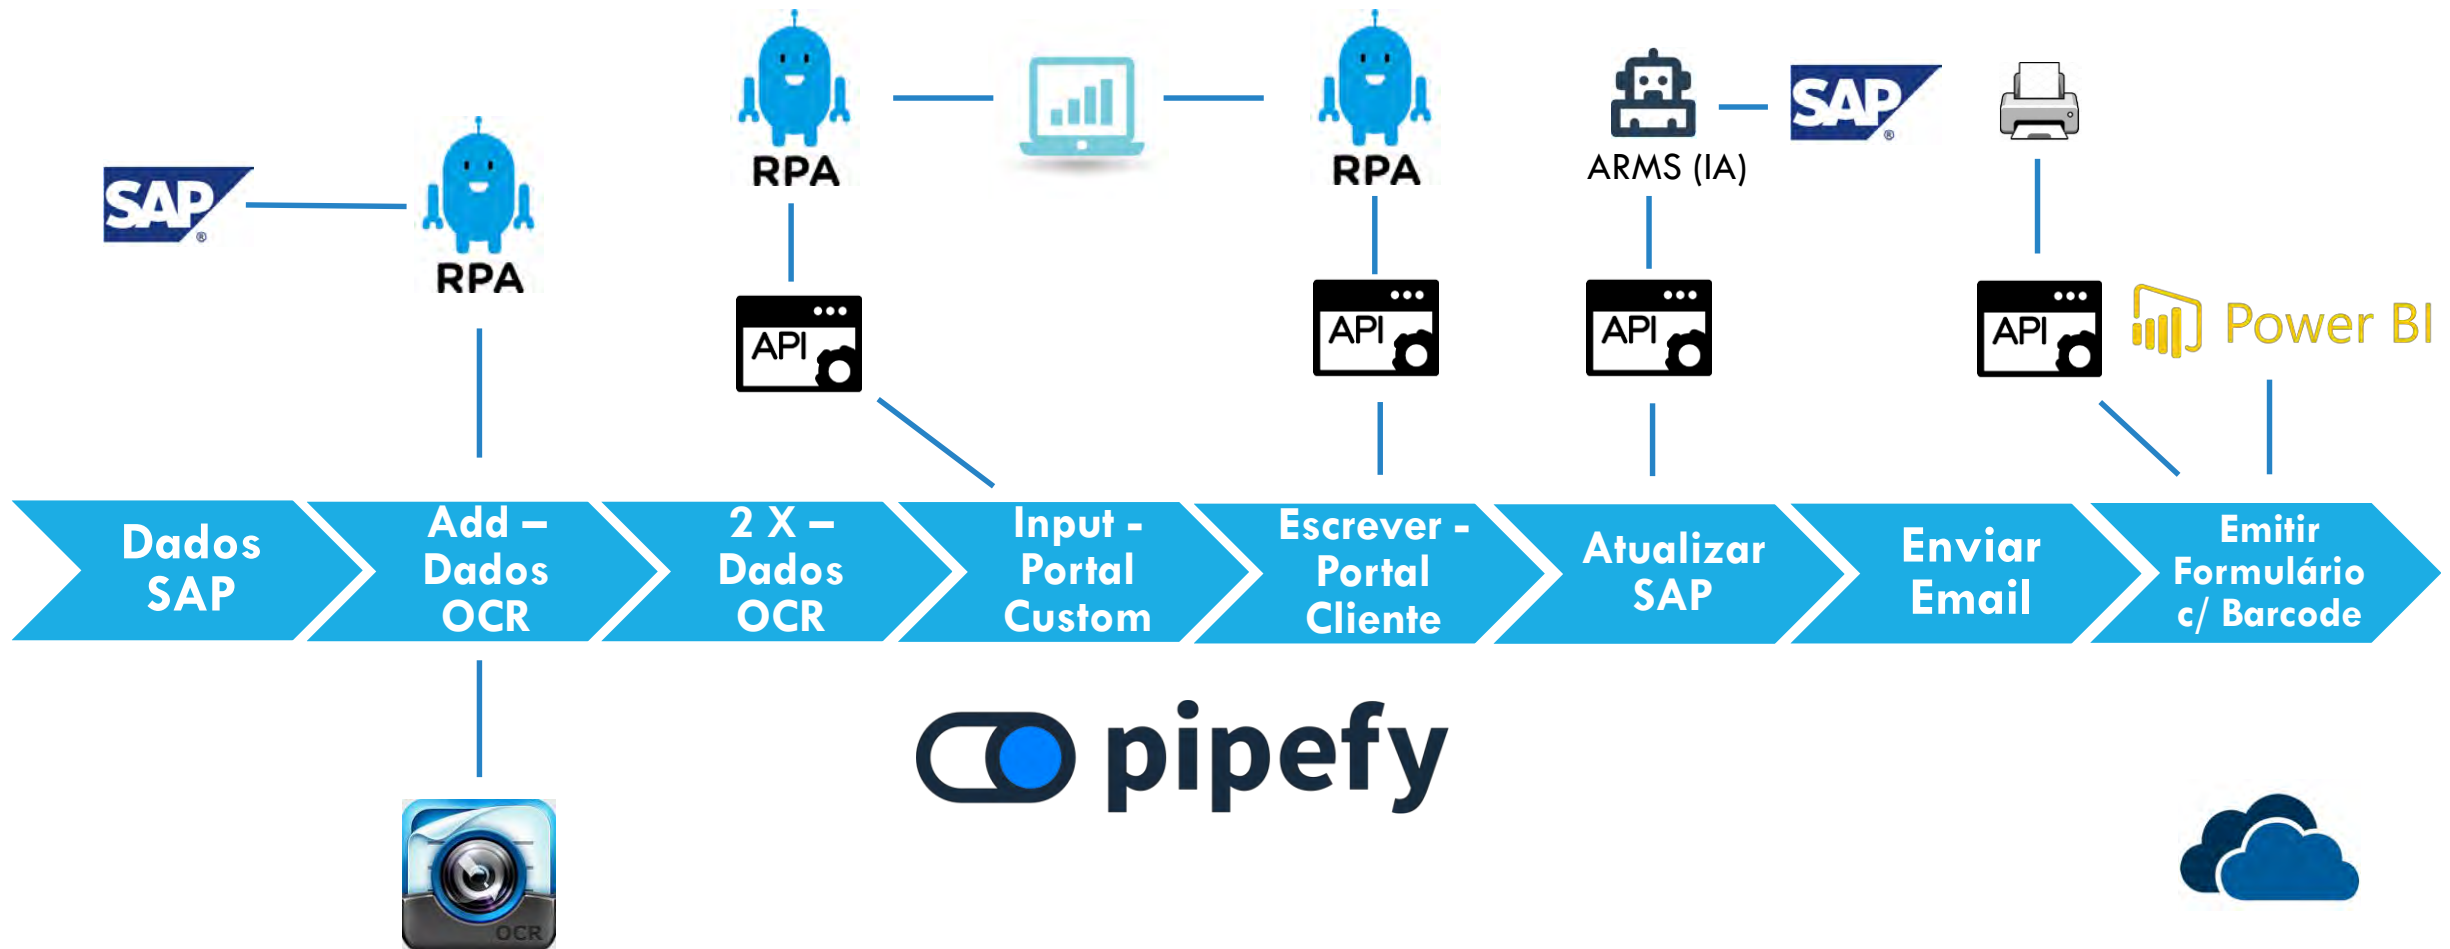 SAP
®
RPA
RPA
RPA
ARMS (IA)
SAP
®
API
API
API
API
Power BI
Dados
SAP
Add –
Dados
OCR
2 X –
Dados
OCR
Input -
Portal
Custom
Escrever -
Portal
Cliente
Atualizar
SAP
Enviar
Email
Emitir
Formulário
c/ Barcode
pipefy
OCR